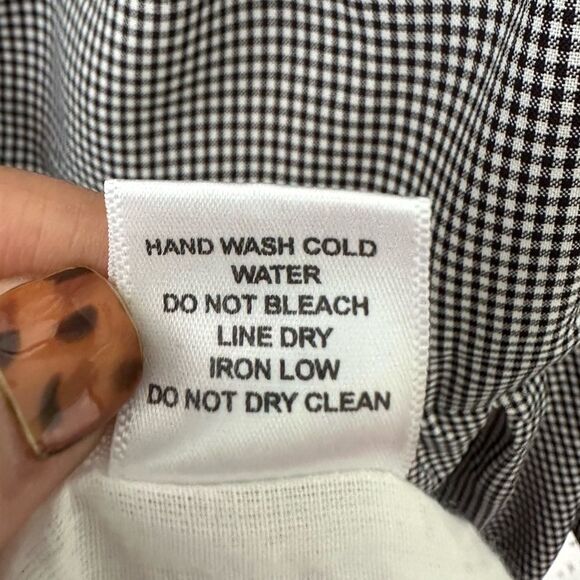 HAND WASH COLD
WATER
DO NOT BLEACH
LINE DRY
IRON LOW
DO NOT DRY CLEAN